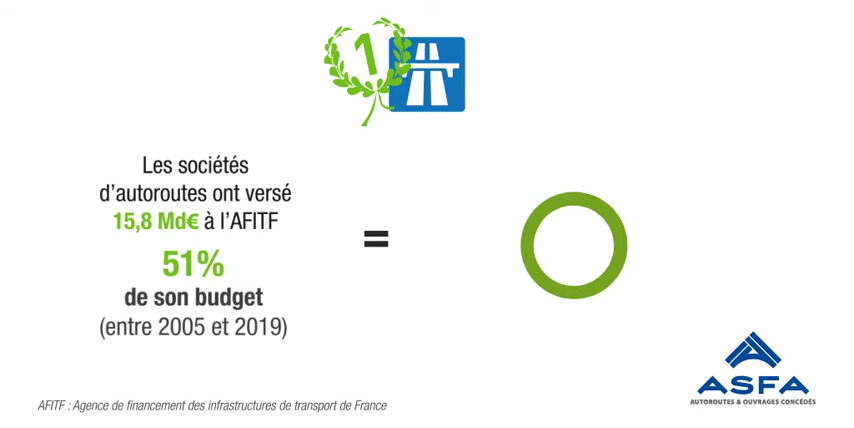 1
Les sociétés
d'autoroutes ont versé
15,8 Md€ à l'AFITF
51%
de son budget
(entre 2005 et 2019)
=
ASFA
AUTOROUTES & OUVRAGES CONCÉDÉS
AFITF : Agence de financement des infrastructures de transport de France